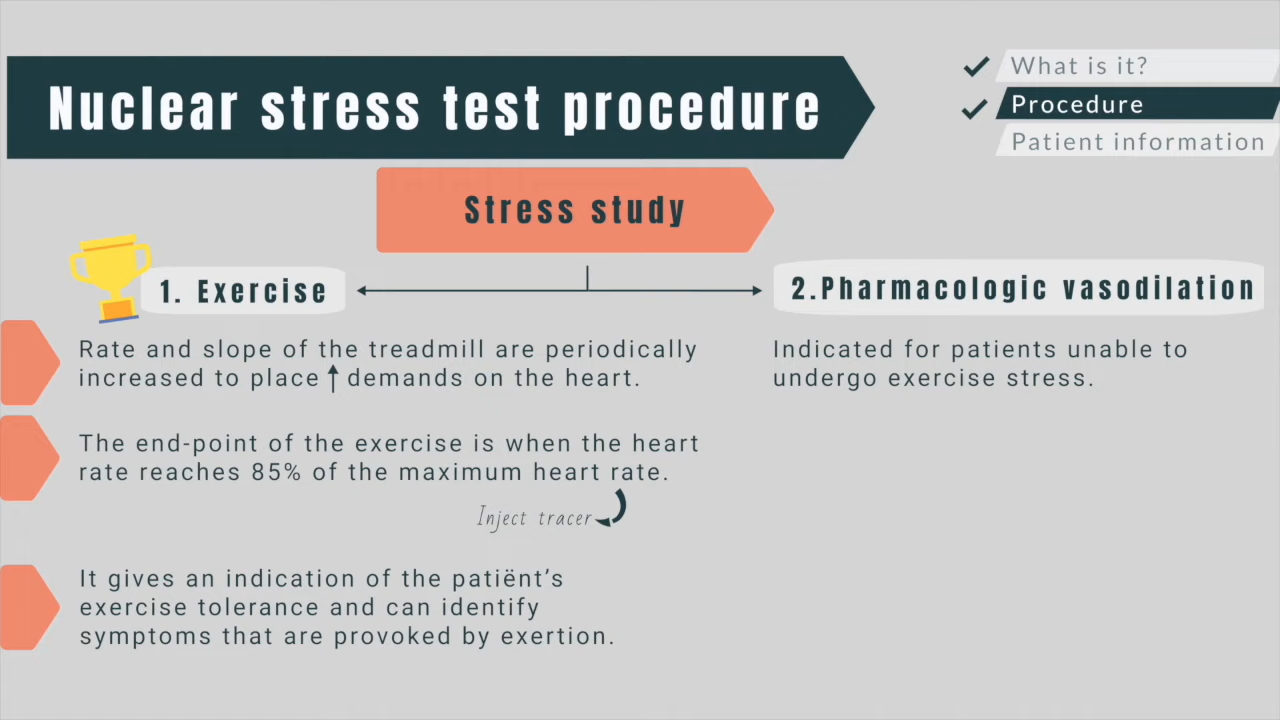 Nuclear stress test procedure
What is it?
Procedure
Patient information
Stress study
1. Exercise
2.Pharmacologic vasodilation
Rate and slope of the treadmill are periodically
increased to place ↑ demands on the heart.
The end-point of the exercise is when the heart
rate reaches 85% of the maximum heart rate.
Inject tracer
It gives an indication of the patiënt’s
exercise tolerance and can identify
symptoms that are provoked by exertion.
Indicated for patients unable to
undergo exercise stress.